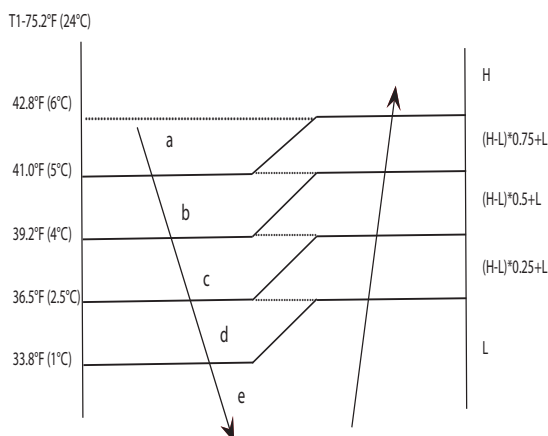 T1-75.2°F (24°C)
H
42.8°F (6°C)
a
(H-L)*0.75+L
41.0°F (5°C)
b
(H-L)*0.5+L
39.2°F (4°C)
c
(H-L)*0.25+L
36.5°F (2.5°C)
d
L
33.8°F (1°C)
e